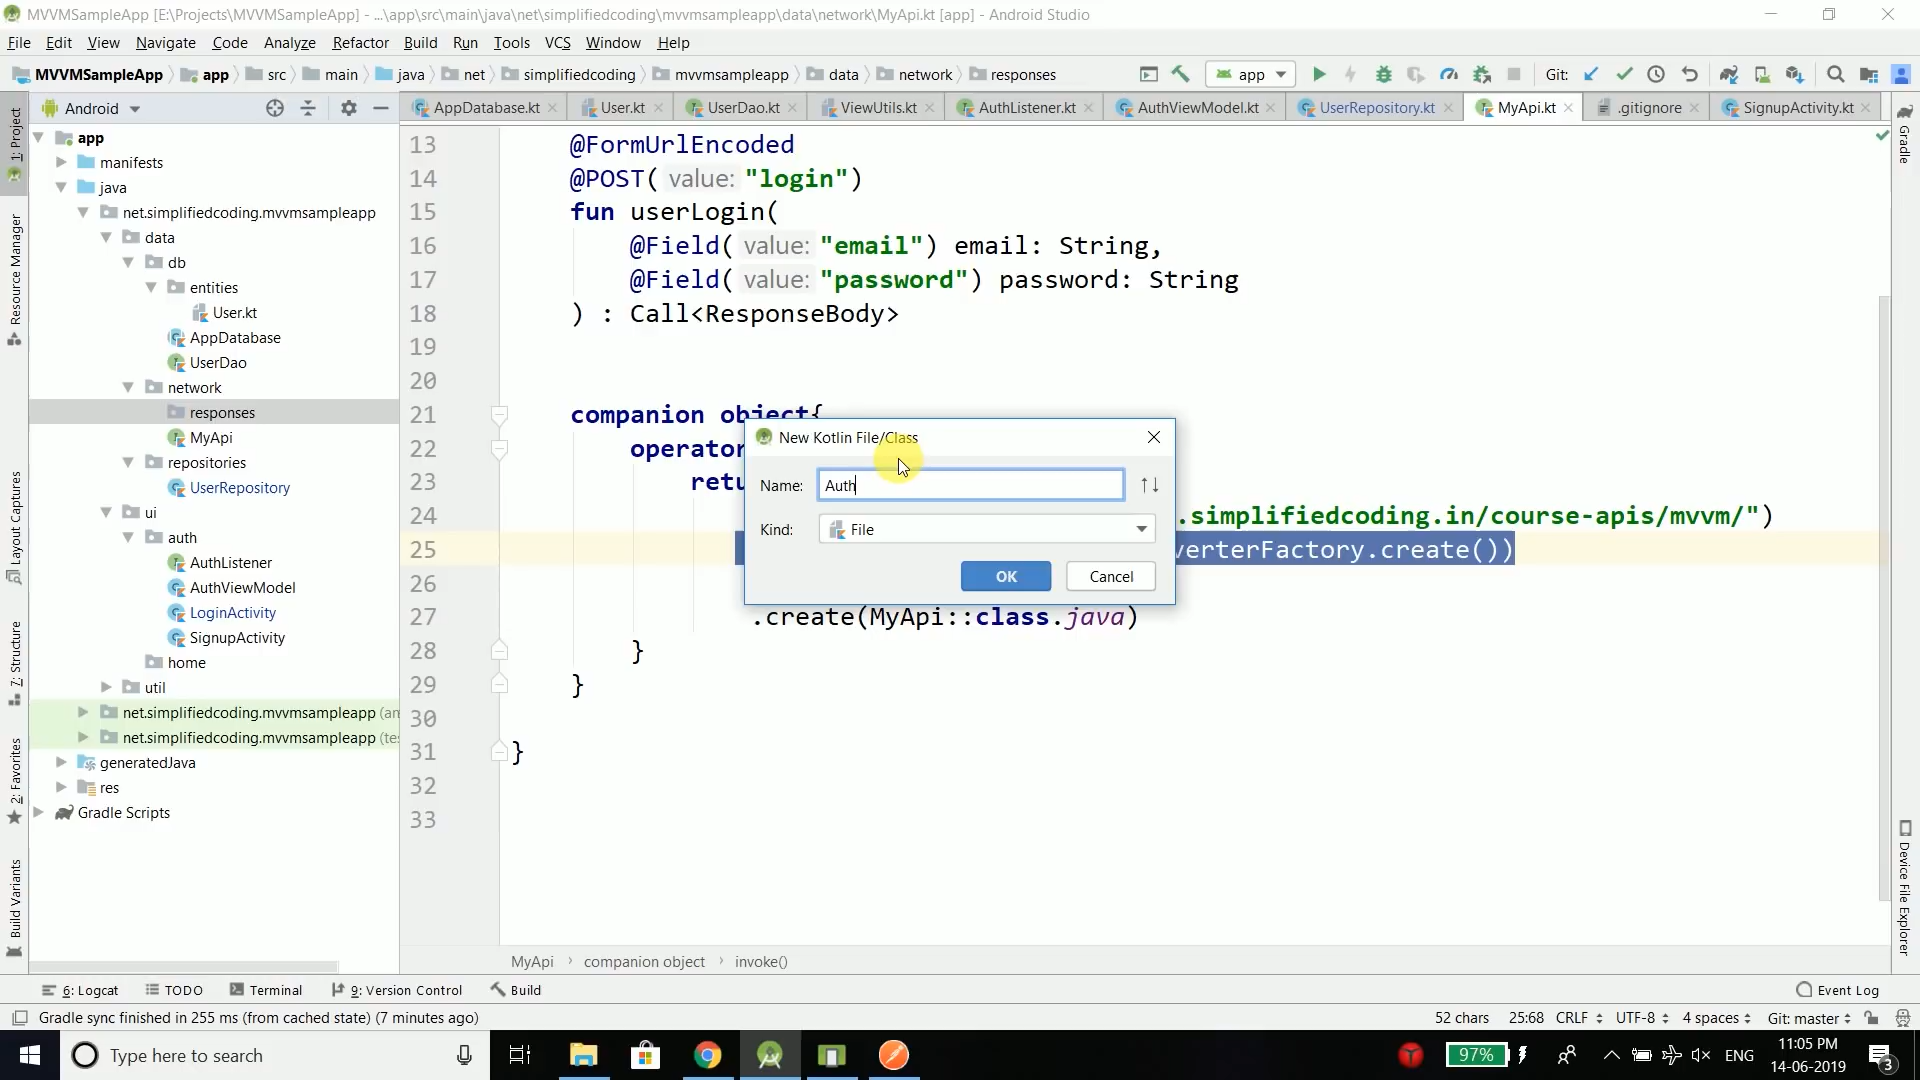 MVVMSampleApp [E:\Projects\MVVMSampleApp] - ...\app\src\main\java\net\simplifiedcoding\mvvmsampleapp\data\network\MyApi.kt [app] - Android Studio
File Edit View Navigate Code Analyze Refactor Build Run Tools VCS Window Help
MVVMSampleApp app src main java net simplifiedcoding mvvmsampleapp data network responses app Git:
Android AppDatabase.kt User.kt UserDao.kt ViewUtils.kt AuthListener.kt AuthViewModel.kt UserRepository.kt MyApi.kt .gitignore SignupActivity.kt
1: Project
Resource Manager
Layout Captures
7: Structure
2: Favorites
Build Variants
app
manifests
java
net.simplifiedcoding.mvvmsampleapp
data
db
entities
User.kt
AppDatabase
UserDao
network
responses
MyApi
repositories
UserRepository
ui
auth
AuthListener
AuthViewModel
LoginActivity
SignupActivity
home
util
net.simplifiedcoding.mvvmsampleapp (an
net.simplifiedcoding.mvvmsampleapp (tes
generatedJava
res
Gradle Scripts
13 @FormUrlEncoded
14 @POST( value: "login")
15 fun userLogin(
16 @Field( value: "email") email: String,
17 @Field( value: "password") password: String
18 ) : Call<ResponseBody>
19
20
21 companion object{
22 operator
23 retu
24 .simplifiedcoding.in/course-apis/mvvm/")
25 verterFactory.create())
26
27 .create(MyApi::class.java)
28 }
29 }
30
31 }
32
33
New Kotlin File/Class
Name: Auth
Kind: File
OK Cancel
Gradle
Device File Explorer
MyApi companion object invoke()
6: Logcat TODO Terminal 9: Version Control Build Event Log
Gradle sync finished in 255 ms (from cached state) (7 minutes ago) 52 chars 25:68 CRLF UTF-8 4 spaces Git: master
Type here to search 97% ENG 11:05 PM
14-06-2019 3